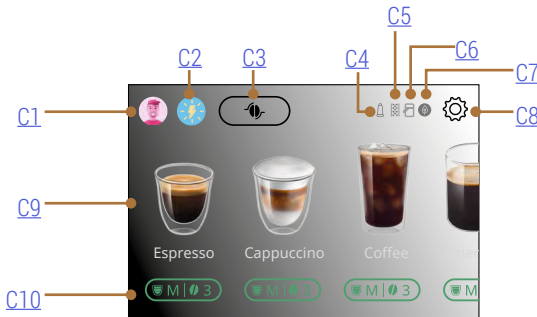 C5
C2 C3 C4 C6
C7
C1 C8
C9
Espresso Cappuccino Coffee
M 3 M 3 M 3 M
C10